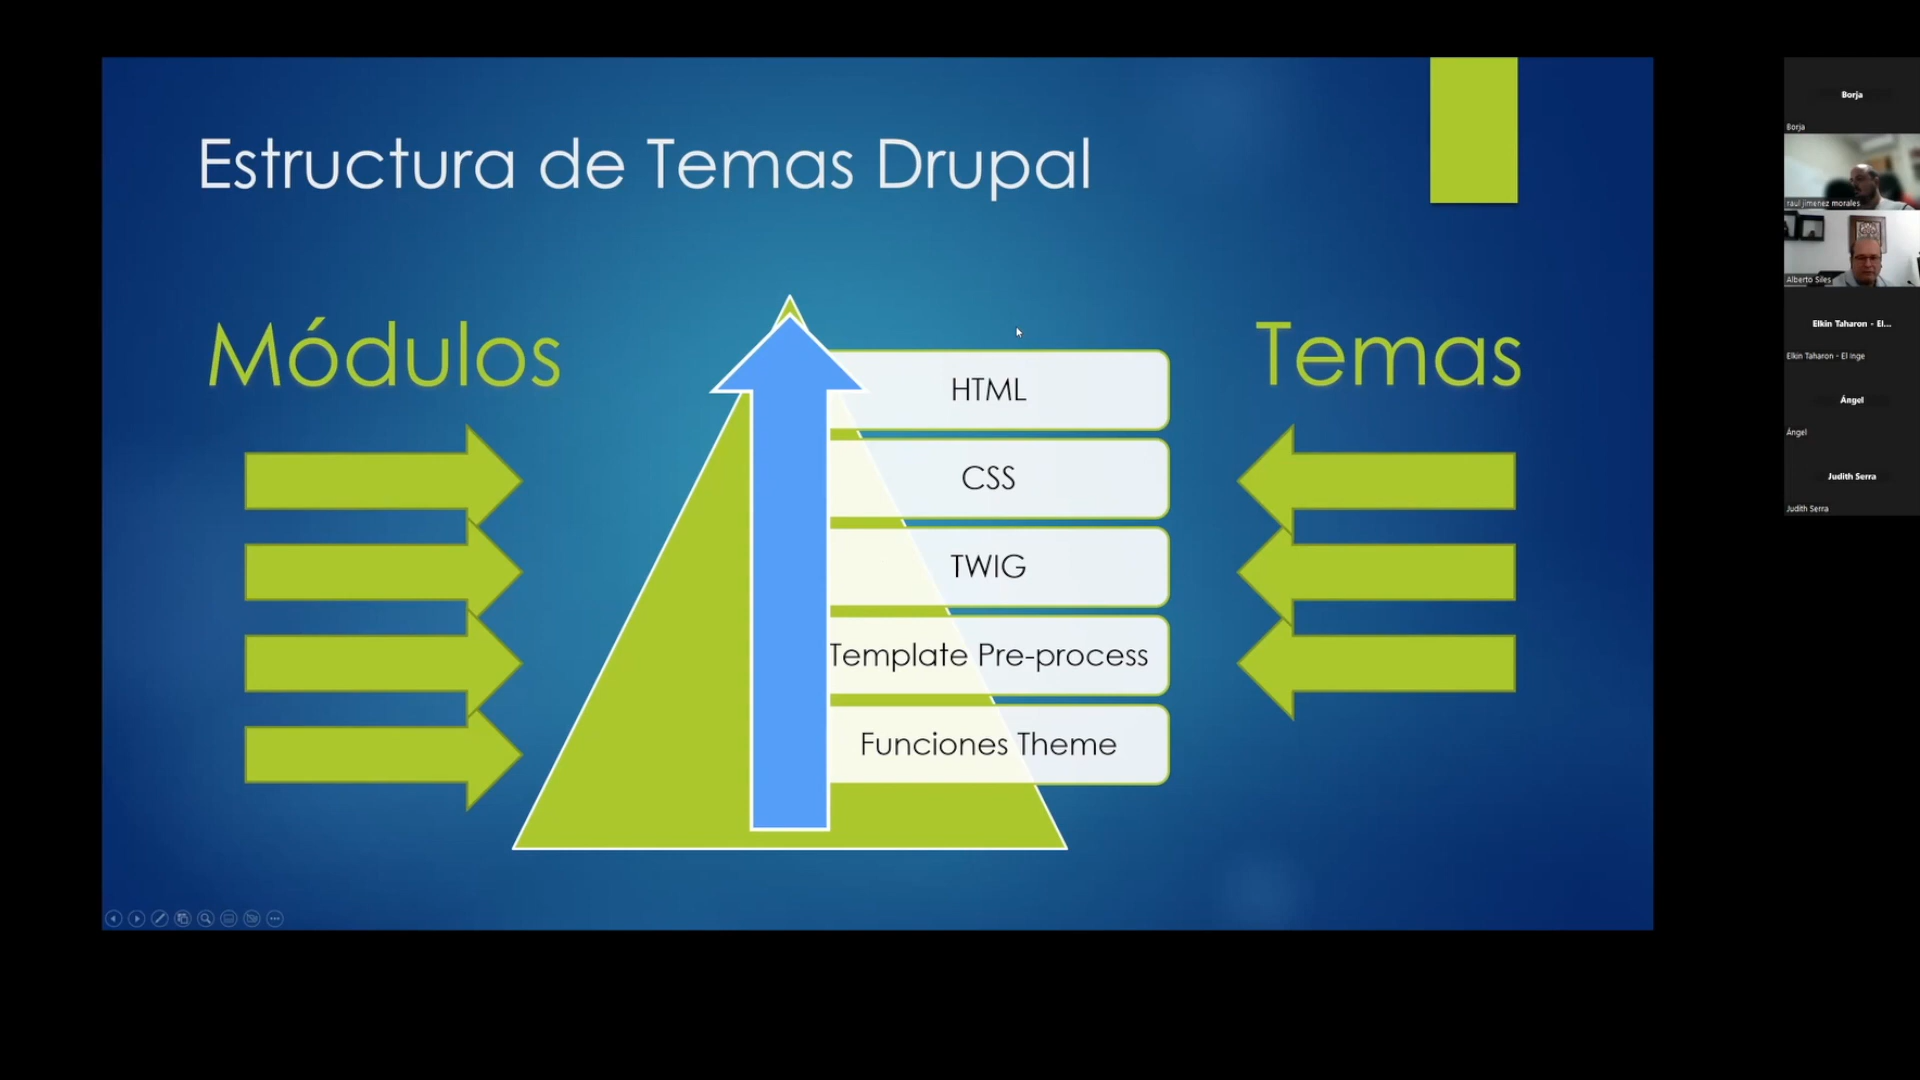 Estructura de Temas Drupal
Módulos
Temas
HTML
CSS
TWIG
Template Pre-process
Funciones Theme
Borja
Borja
raul jimenez morales
Alberto Siles
Elkin Taharon - El...
Elkin Taharon - El inge
Ángel
Ángel
Judith Serra
Judith Serra